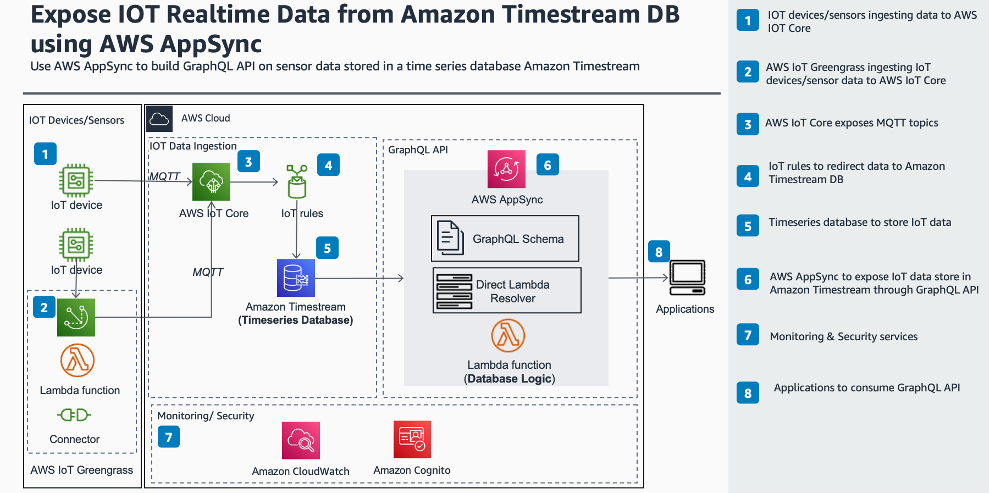 Expose IOT Realtime Data from Amazon Timestream DB
using AWS AppSync
Use AWS AppSync to build GraphQL API on sensor data stored in a time series database Amazon Timestream
IOT Devices/Sensors
1
IoT device
IoT device
2
Lambda function
Connector
AWS IoT Greengrass
AWS Cloud
IOT Data Ingestion
MQTT
3
AWS IoT Core
4
IoT rules
MQTT
5
Amazon Timestream
(Timeseries Database)
GraphQL API
6
AWS AppSync
GraphQL Schema
Direct Lambda
Resolver
Lambda function
(Database Logic)
8
Applications
Monitoring/ Security
7
Amazon CloudWatch
Amazon Cognito
1
IOT devices/sensors ingesting data to AWS
IOT Core
2
AWS IoT Greengrass ingesting IoT
devices/sensor data to AWS IoT Core
3
AWS IoT Core exposes MQTT topics
4
IoT rules to redirect data to Amazon
Timestream DB
5
Timeseries database to store IoT data
6
AWS AppSync to expose IoT data store in
Amazon Timestream through GraphQL API
7
Monitoring & Security services
8
Applications to consume GraphQL API